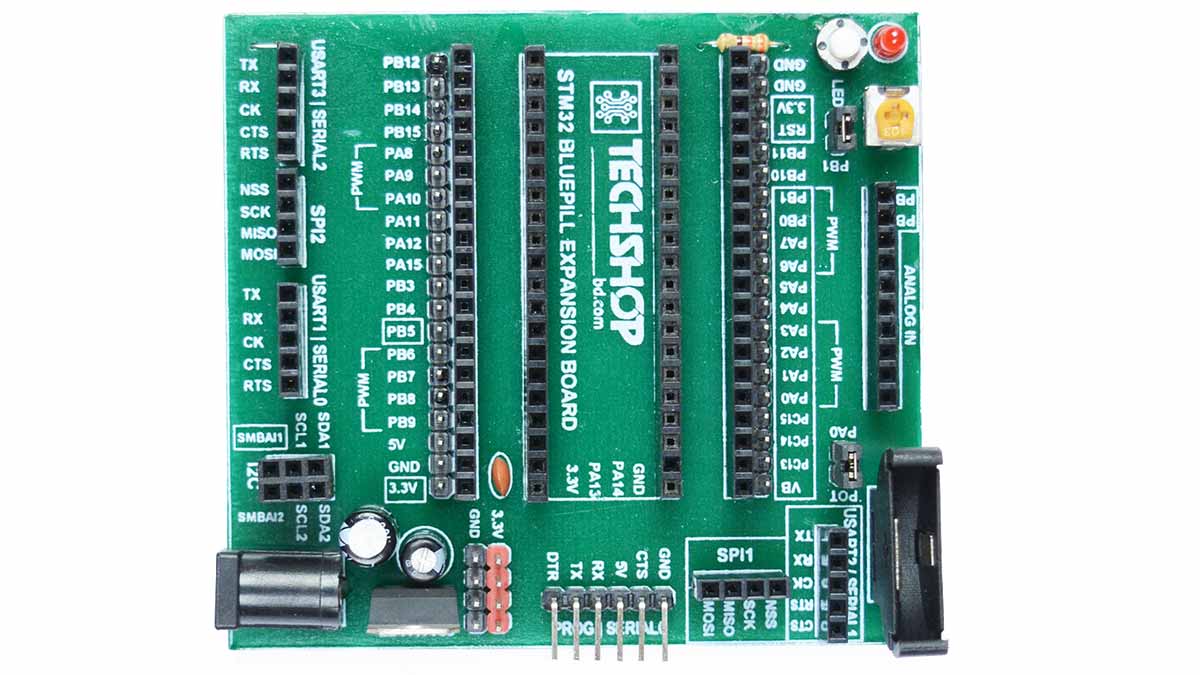 TX
RX
CK
CTS
RTS
USART3 | SERIAL2
NSS
SCK
MISO
MOSI
SPI2
TX
RX
CK
CTS
RTS
USART1 | SERIAL0
SMBAI1
SCL1
SDA1
I2C
SMBAI2
SCL2
SDA2
PB12
PB13
PB14
PB15
PA8
PA9
PA10
PWM
PA11
PA12
PA15
PB3
PB4
PB5
PB6
PB7
PB8
PB9
PWM
5V
GND
3.3V
GND
3.3V
TECHSHOP
bd.com
STM32 BLUEPILL EXPANSION BOARD
3.3V
PA13
PA14
GND
DTR
TX
RX
5V
CTS
GND
PROG
GND
GND
3.3V
RST
PB11
PB10
PB1
PB0
PA7
PA6
PWM
PA5
PA4
PA3
PA2
PA1
PA0
PWM
PC15
PC14
PC13
VB
LED
PB1
103
PB
PB
ANALOG IN
PA0
POT
SPI1
MOSI
MISO
SCK
NSS
TX
RX
CK
RTS
CTS
USART2 / SERIAL1